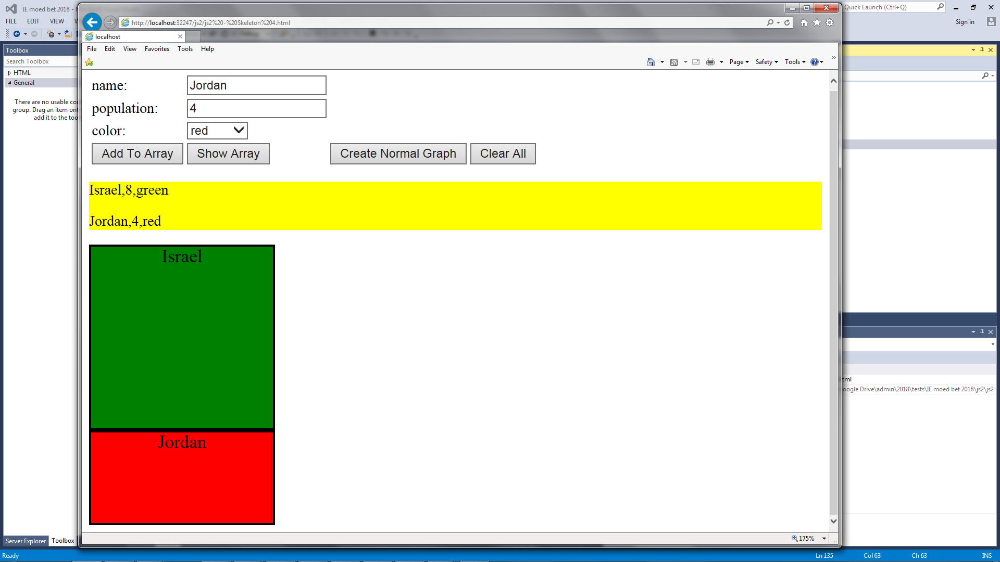 IE moed bet 2018 -
Quick Launch (Ctrl+Q)
FILE EDIT VIEW
Sign in
http://localhost:32247/js2/js2%20-%20Skeleton%204.html
localhost
File Edit View Favorites Tools Help
Page Safety Tools
Toolbox
Search Toolbox
HTML
General
There are no usable
group. Drag an item
add it to the
name: Jordan
population: 4
color: red
Add To Array Show Array Create Normal Graph Clear All
Israel,8,green
Jordan,4,red
Israel
Jordan
tml
oogle Drive\admin\2018\tests\IE moed bet 2018\js2\js2
175%
Server Explorer Toolbox
Ready Ln 135 Col 63 Ch 63 INS